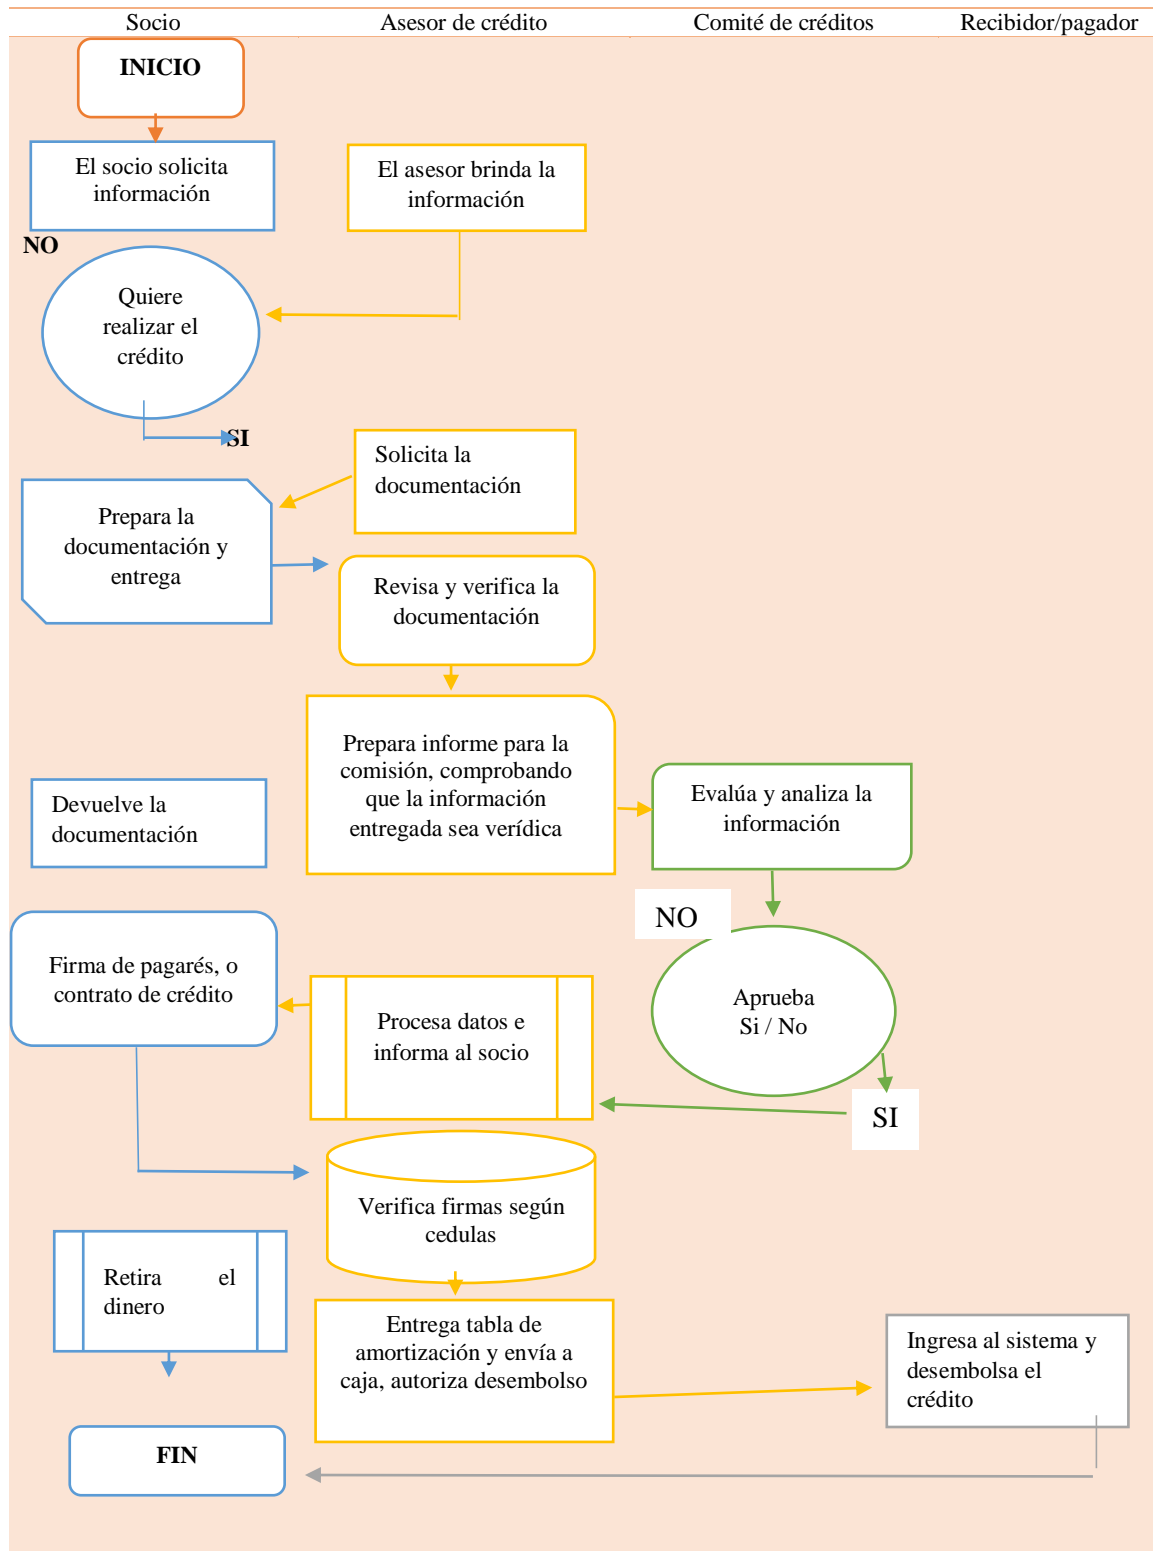 Socio
Asesor de crédito
Comité de créditos
Recibidor/pagador
INICIO
El socio solicita
información
El asesor brinda la
información
NO
Quiere
realizar el
crédito
SI
Solicita la
documentación
Prepara la
documentación y
entrega
Revisa y verifica la
documentación
Prepara informe para la
comisión, comprobando
que la información
entregada sea verídica
Evalúa y analiza la
información
Devuelve la
documentación
NO
Aprueba
Si / No
Firma de pagarés, o
contrato de crédito
Procesa datos e
informa al socio
SI
Verifica firmas según
cedulas
Retira el
dinero
Entrega tabla de
amortización y envía a
caja, autoriza desembolso
Ingresa al sistema y
desembolsa el
crédito
FIN